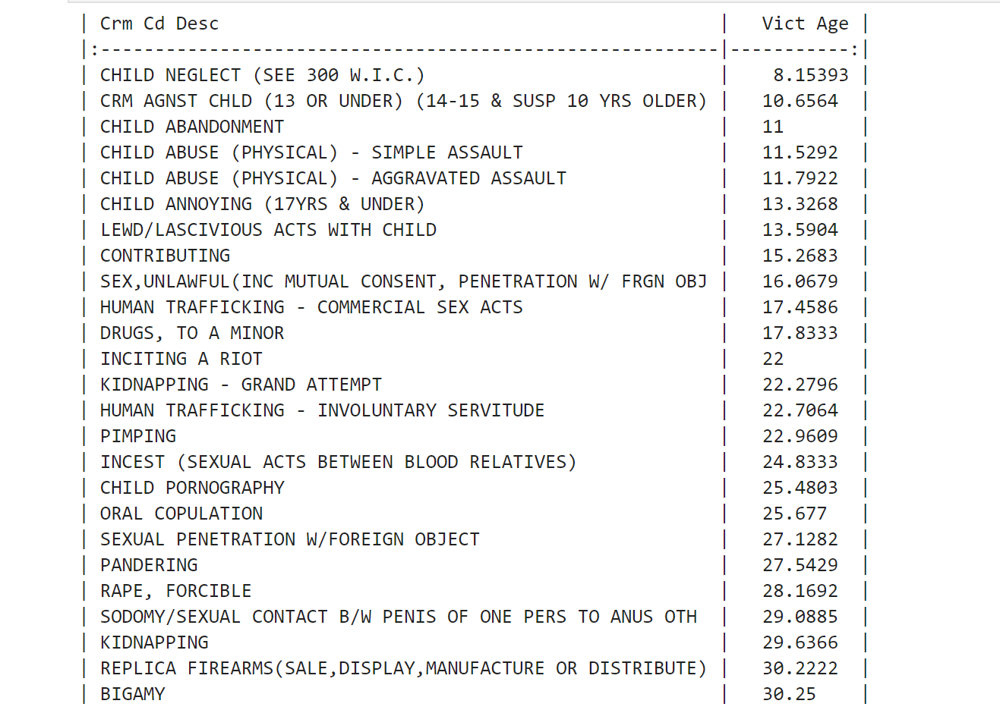 | Crm Cd Desc                                             |   Vict Age |
|:---------------------------------------------------------|-----------:|
| CHILD NEGLECT (SEE 300 W.I.C.)                           |    8.15393 |
| CRM AGNST CHLD (13 OR UNDER) (14-15 & SUSP 10 YRS OLDER) |   10.6564  |
| CHILD ABANDONMENT                                        |   11       |
| CHILD ABUSE (PHYSICAL) - SIMPLE ASSAULT                  |   11.5292  |
| CHILD ABUSE (PHYSICAL) - AGGRAVATED ASSAULT              |   11.7922  |
| CHILD ANNOYING (17YRS & UNDER)                           |   13.3268  |
| LEWD/LASCIVIOUS ACTS WITH CHILD                          |   13.5904  |
| CONTRIBUTING                                             |   15.2683  |
| SEX,UNLAWFUL(INC MUTUAL CONSENT, PENETRATION W/ FRGN OBJ |   16.0679  |
| HUMAN TRAFFICKING - COMMERCIAL SEX ACTS                  |   17.4586  |
| DRUGS, TO A MINOR                                        |   17.8333  |
| INCITING A RIOT                                          |   22       |
| KIDNAPPING - GRAND ATTEMPT                               |   22.2796  |
| HUMAN TRAFFICKING - INVOLUNTARY SERVITUDE                |   22.7064  |
| PIMPING                                                  |   22.9609  |
| INCEST (SEXUAL ACTS BETWEEN BLOOD RELATIVES)             |   24.8333  |
| CHILD PORNOGRAPHY                                        |   25.4803  |
| ORAL COPULATION                                          |   25.677   |
| SEXUAL PENETRATION W/FOREIGN OBJECT                      |   27.1282  |
| PANDERING                                                |   27.5429  |
| RAPE, FORCIBLE                                           |   28.1692  |
| SODOMY/SEXUAL CONTACT B/W PENIS OF ONE PERS TO ANUS OTH  |   29.0885  |
| KIDNAPPING                                               |   29.6366  |
| REPLICA FIREARMS(SALE,DISPLAY,MANUFACTURE OR DISTRIBUTE) |   30.2222  |
| BIGAMY                                                   |   30.25    |